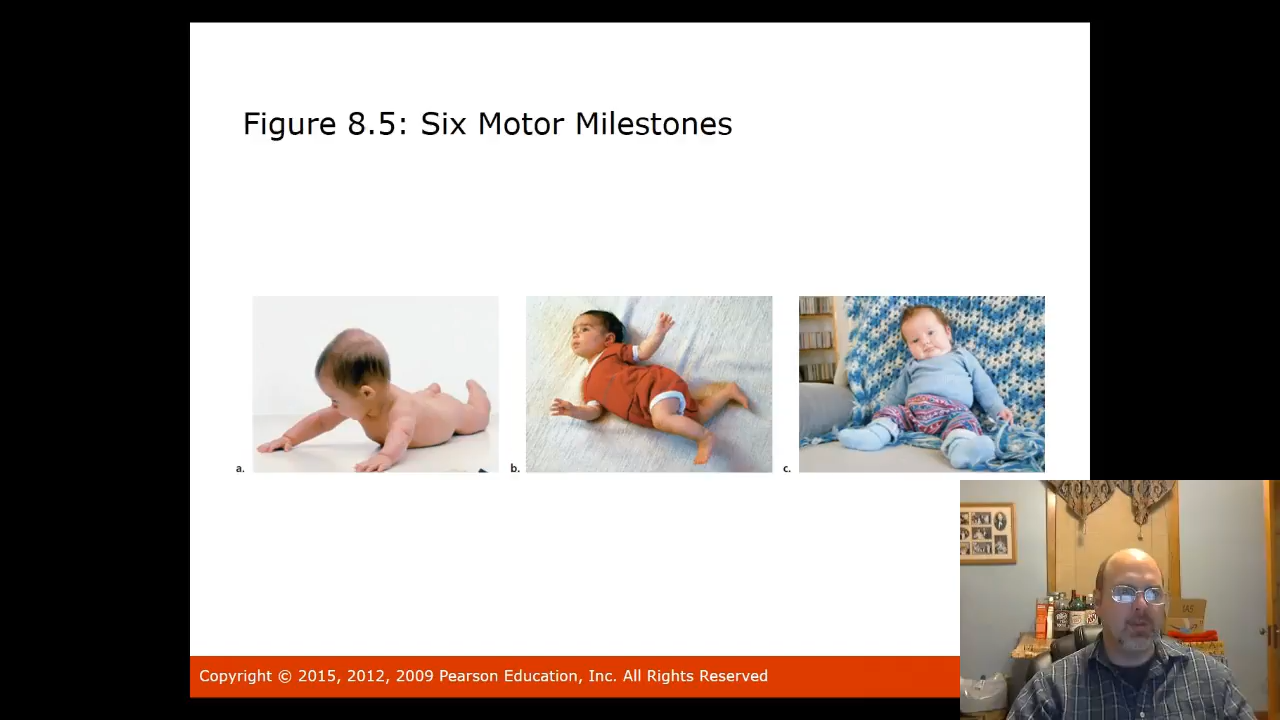 Figure 8.5: Six Motor Milestones
a.
b.
c.
Copyright © 2015, 2012, 2009 Pearson Education, Inc. All Rights Reserved